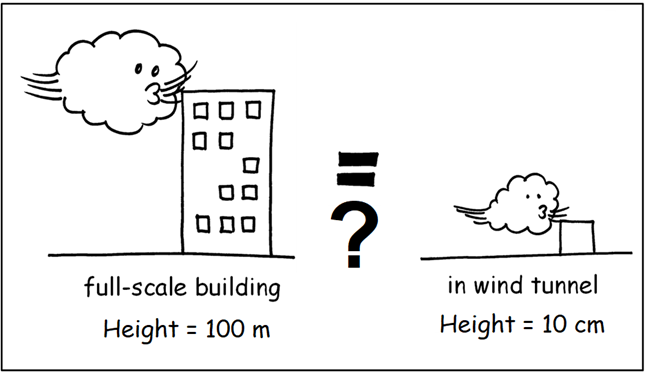 =
?
full-scale building
Height = 100 m
in wind tunnel
Height = 10 cm